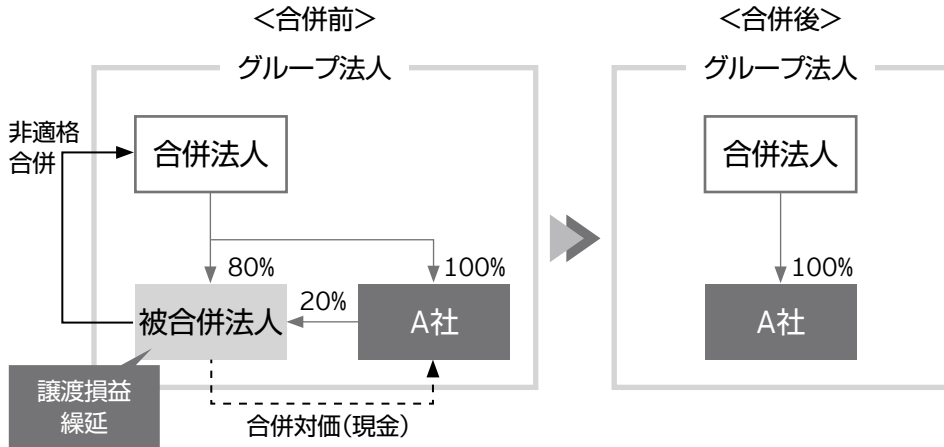 ＜合併前＞
グループ法人
非適格
合併
合併法人
80%
100%
20%
被合併法人
A社
譲渡損益
繰延
合併対価（現金）
＜合併後＞
グループ法人
合併法人
100%
A社